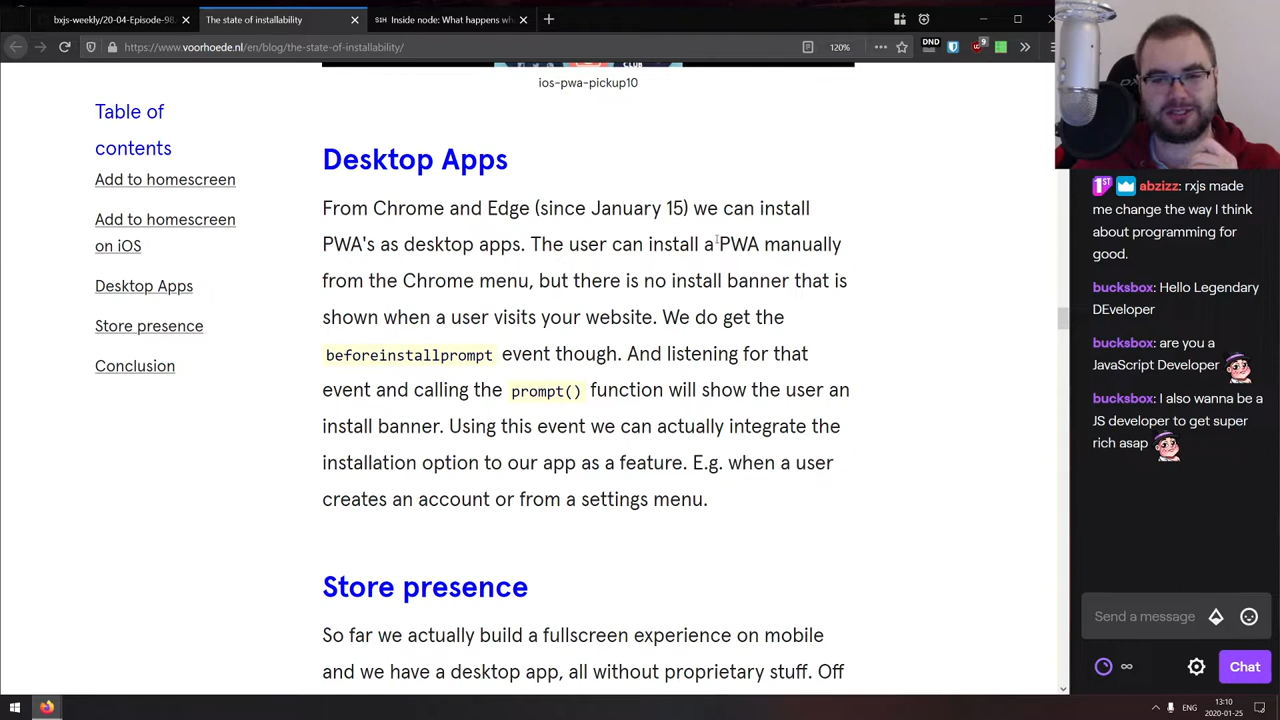 bxjs-weekly/20-04-Episode-98.
The state of installability
S!H Inside node: What happens wh
https://www.voorhoede.nl/en/blog/the-state-of-installability/
120%
DND
9
CLUB
ios-pwa-pickup10
Table of
contents
Add to homescreen
Add to homescreen
on iOS
Desktop Apps
Store presence
Conclusion
Desktop Apps
From Chrome and Edge (since January 15) we can install
PWA's as desktop apps. The user can install a PWA manually
from the Chrome menu, but there is no install banner that is
shown when a user visits your website. We do get the
beforeinstallprompt event though. And listening for that
event and calling the prompt() function will show the user an
install banner. Using this event we can actually integrate the
installation option to our app as a feature. E.g. when a user
creates an account or from a settings menu.
Store presence
So far we actually build a fullscreen experience on mobile
and we have a desktop app, all without proprietary stuff. Off
1ST abzizz: rxjs made
me change the way I think
about programming for
good.
bucksbox: Hello Legendary
DEveloper
bucksbox: are you a
JavaScript Developer
bucksbox: I also wanna be a
JS developer to get super
rich asap
Send a message
Chat
ENG
13:10
2020-01-25